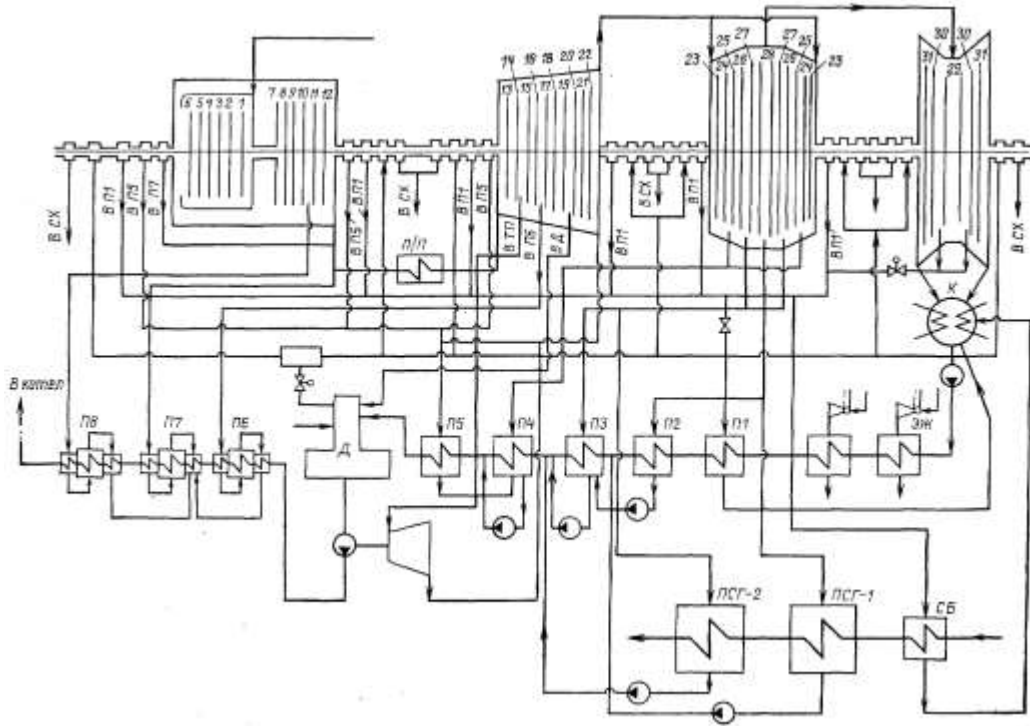 6 5 4 3 2 1
7 8 9 10 11 12
14 16 18 20 22
13 15 17 19 21
23 25 27 27 25 23
24 26 28 26 24
30 30
31 29 31
В СХ
В П1
В П5
В П7
В П5
В П1
В СХ
В П1
В П5
П/П
В ТП
В П6
В Д
В П1
В СХ
В П1
В П1
В СХ
К
В котел
П8
П7
П6
Д
П5
П4
П3
П2
П1
ЭЖ
ПСГ-2
ПСГ-1
СБ